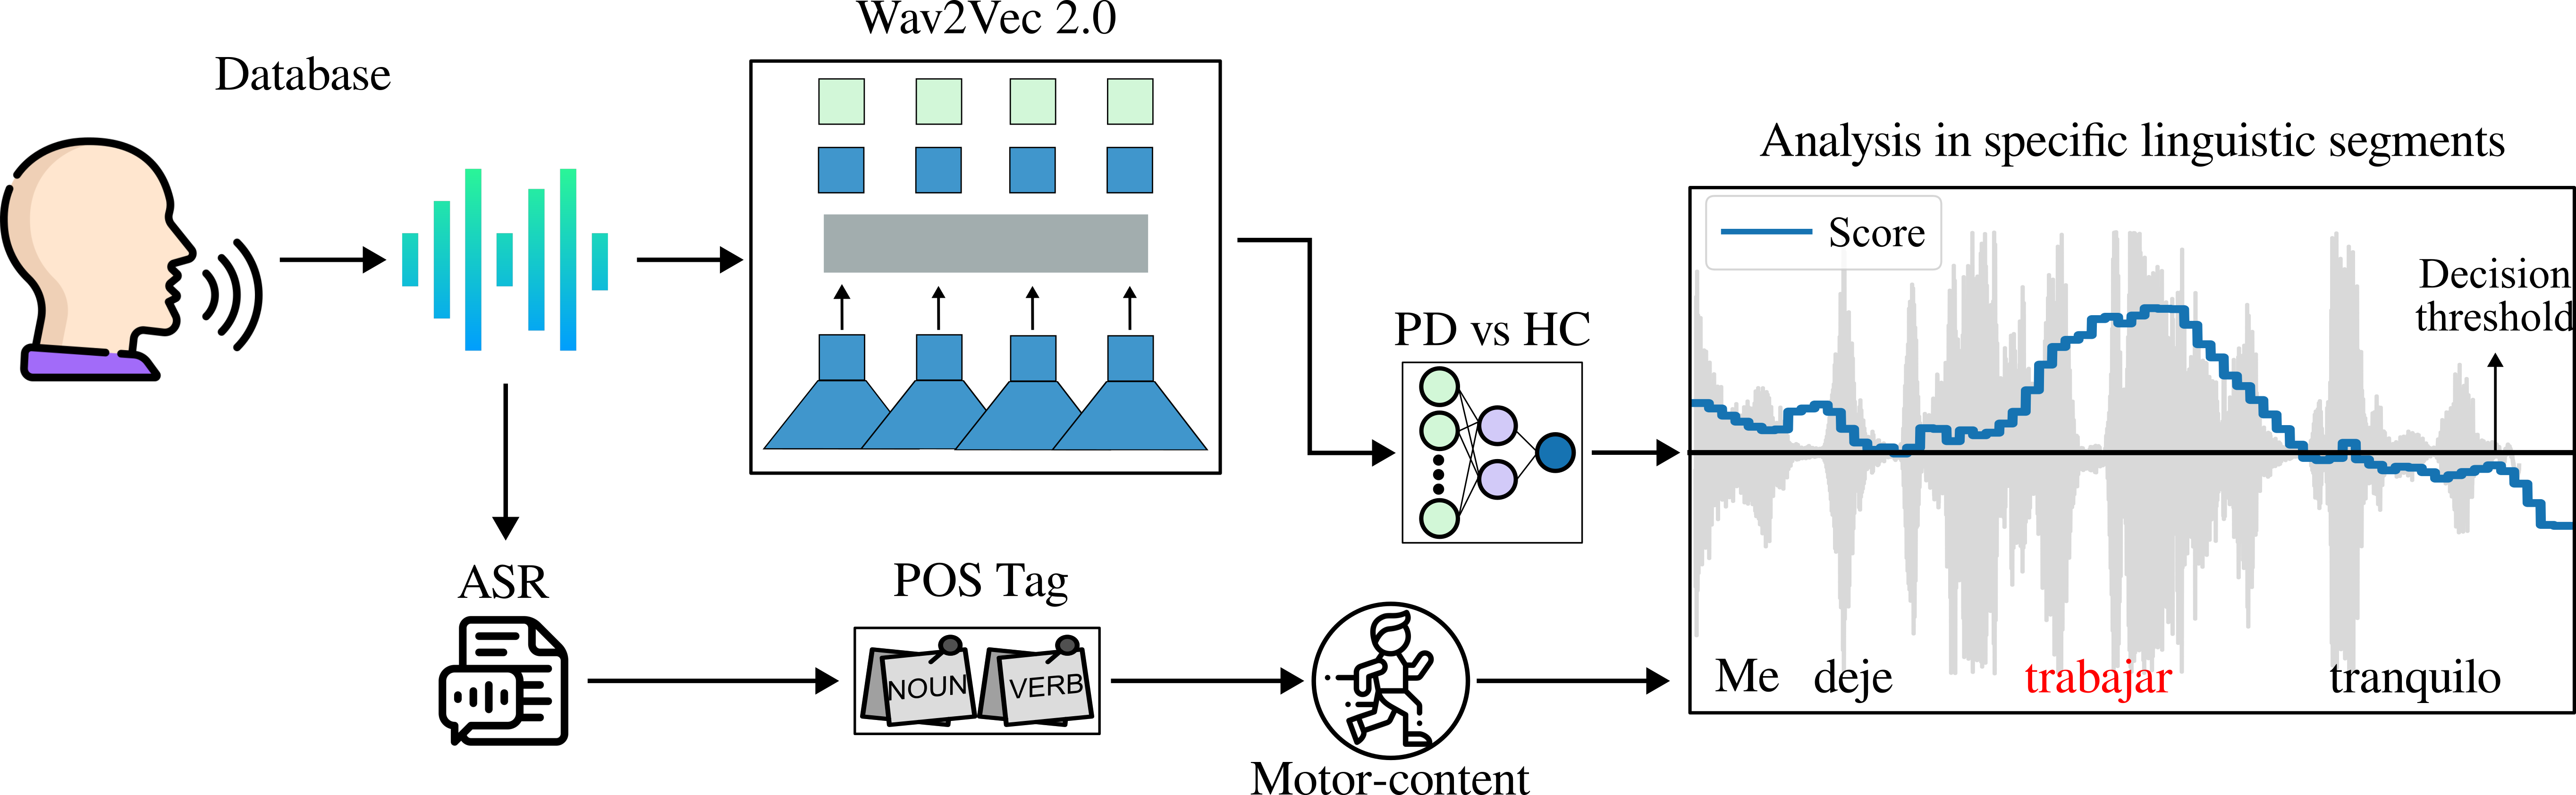 Wav2Vec 2.0
Database
Analysis in specific linguistic segments
Score
Decision
threshold
PD vs HC
ASR
POS Tag
NOUN
VERB
Motor-content
Me deje trabajar tranquilo